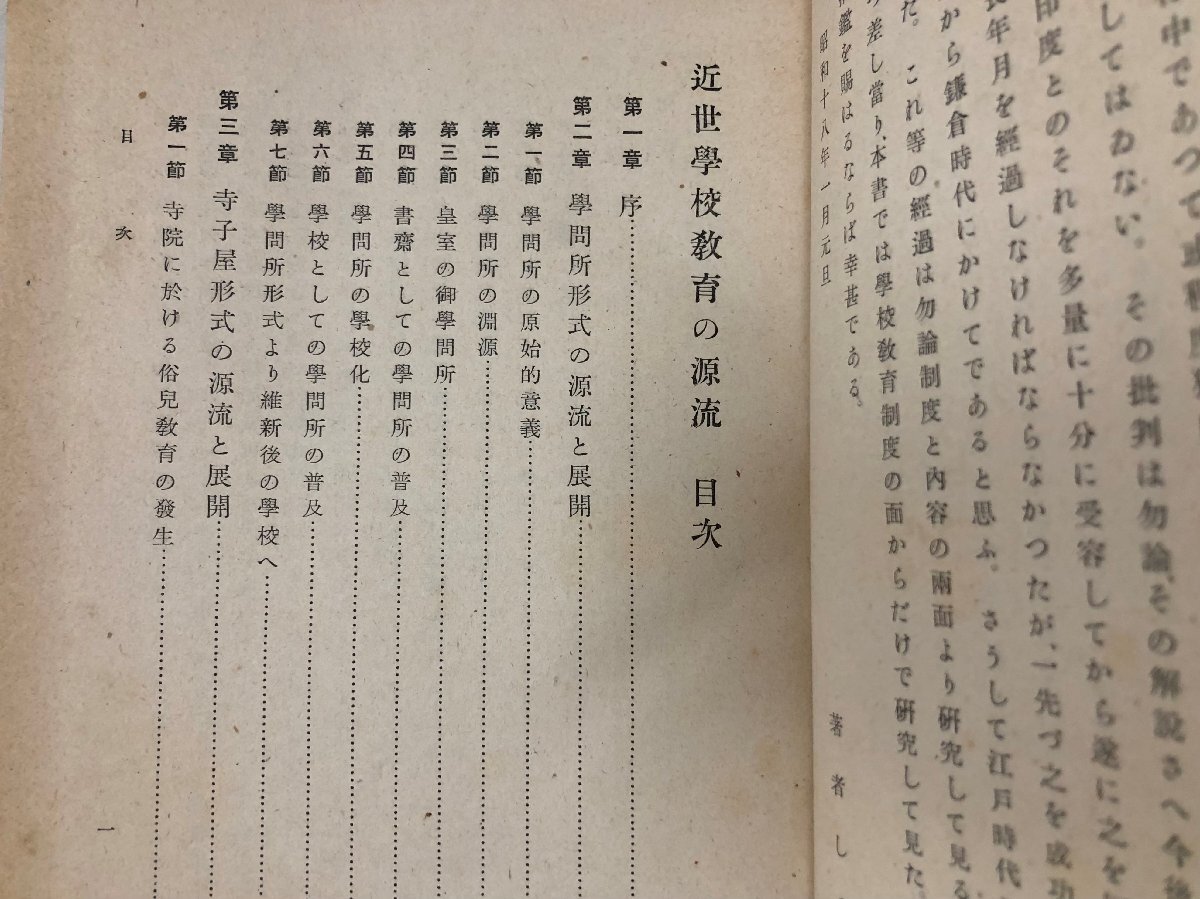 中であつて
してはゐない。その批判は勿論、その解説さへ今後
印度とのそれを多量に十分に受容してから遂に之を
年月を經過しなければならなかつたが、一先づ之を成功
から鎌倉時代にかけてであると思ふ。さうして江戸時代
た。これ等の經過は勿論制度と內容の兩面より硏究して見る
差し當り、本書では學校敎育制度の面からだけで硏究して見た。
鑑を賜はるならば幸甚である。
昭和十八年一月元旦
著者し
近世學校敎育の源流 目次
第一章 序
第二章 學問所形式の源流と展開
第一節 學問所の原始的意義
第二節 學問所の淵源
第三節 皇室の御學問所
第四節 書齋としての學問所の普及
第五節 學問所の學校化
第六節 學校としての學問所の普及
第七節 學問所形式より維新後の學校へ
第三章 寺子屋形式の源流と展開
第一節 寺院に於ける俗兒敎育の發生
目次
一